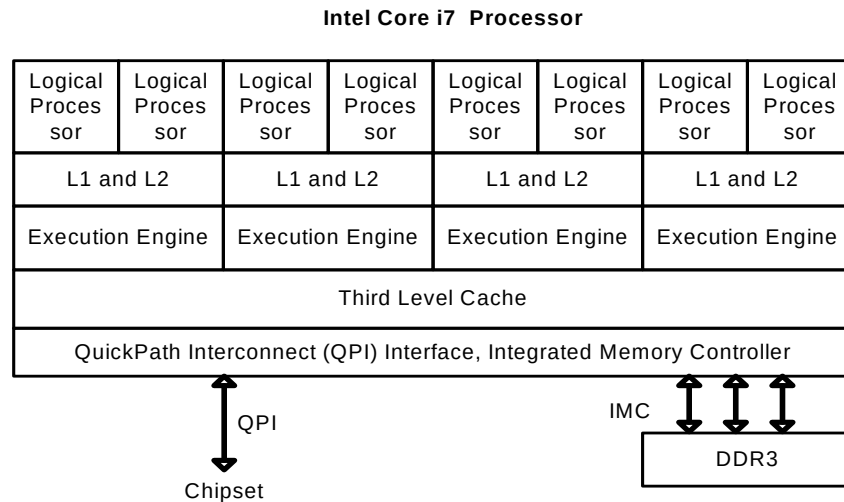 Intel Core i7 Processor
Logical
Proces
sor
Logical
Proces
sor
Logical
Proces
sor
Logical
Proces
sor
Logical
Proces
sor
Logical
Proces
sor
Logical
Proces
sor
Logical
Proces
sor
L1 and L2
L1 and L2
L1 and L2
L1 and L2
Execution Engine
Execution Engine
Execution Engine
Execution Engine
Third Level Cache
QuickPath Interconnect (QPI) Interface, Integrated Memory Controller
QPI
IMC
DDR3
Chipset